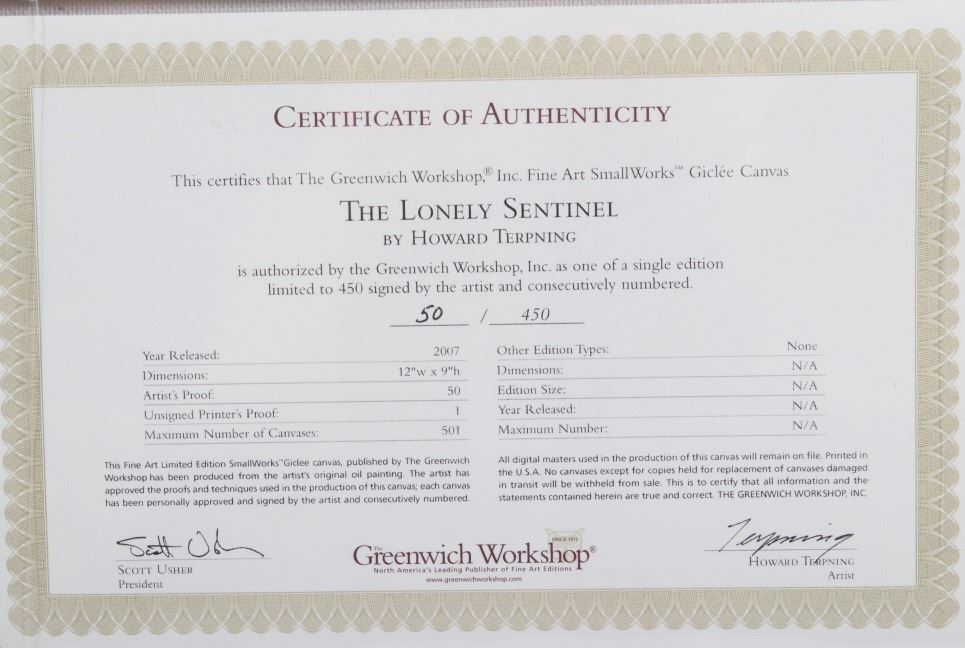 CERTIFICATE OF AUTHENTICITY
This certifies that The Greenwich Workshop,® Inc. Fine Art SmallWorks™ Giclée Canvas
THE LONELY SENTINEL
BY HOWARD TERPNING
is authorized by the Greenwich Workshop, Inc. as one of a single edition
limited to 450 signed by the artist and consecutively numbered.
50 / 450
Year Released: 2007
Dimensions: 12"w x 9"h
Artist's Proof: 50
Unsigned Printer's Proof: 1
Maximum Number of Canvases: 501
Other Edition Types: None
Dimensions: N/A
Edition Size: N/A
Year Released: N/A
Maximum Number: N/A
This Fine Art Limited Edition SmallWorks™Giclee canvas, published by The Greenwich
Workshop has been produced from the artist's original oil painting. The artist has
approved the proofs and techniques used in the production of this canvas; each canvas
has been personally approved and signed by the artist and consecutively numbered.
All digital masters used in the production of this canvas will remain on file. Printed in
the U.S.A. No canvases except for copies held for replacement of canvases damaged
in transit will be withheld from sale. This is to certify that all information and the
statements contained herein are true and correct. THE GREENWICH WORKSHOP, INC.
Scott Usher
SCOTT USHER
President
SINCE 1972
The Greenwich Workshop®
North America's Leading Publisher of Fine Art Editions
www.greenwichworkshop.com
Terpning
HOWARD TERPNING
Artist